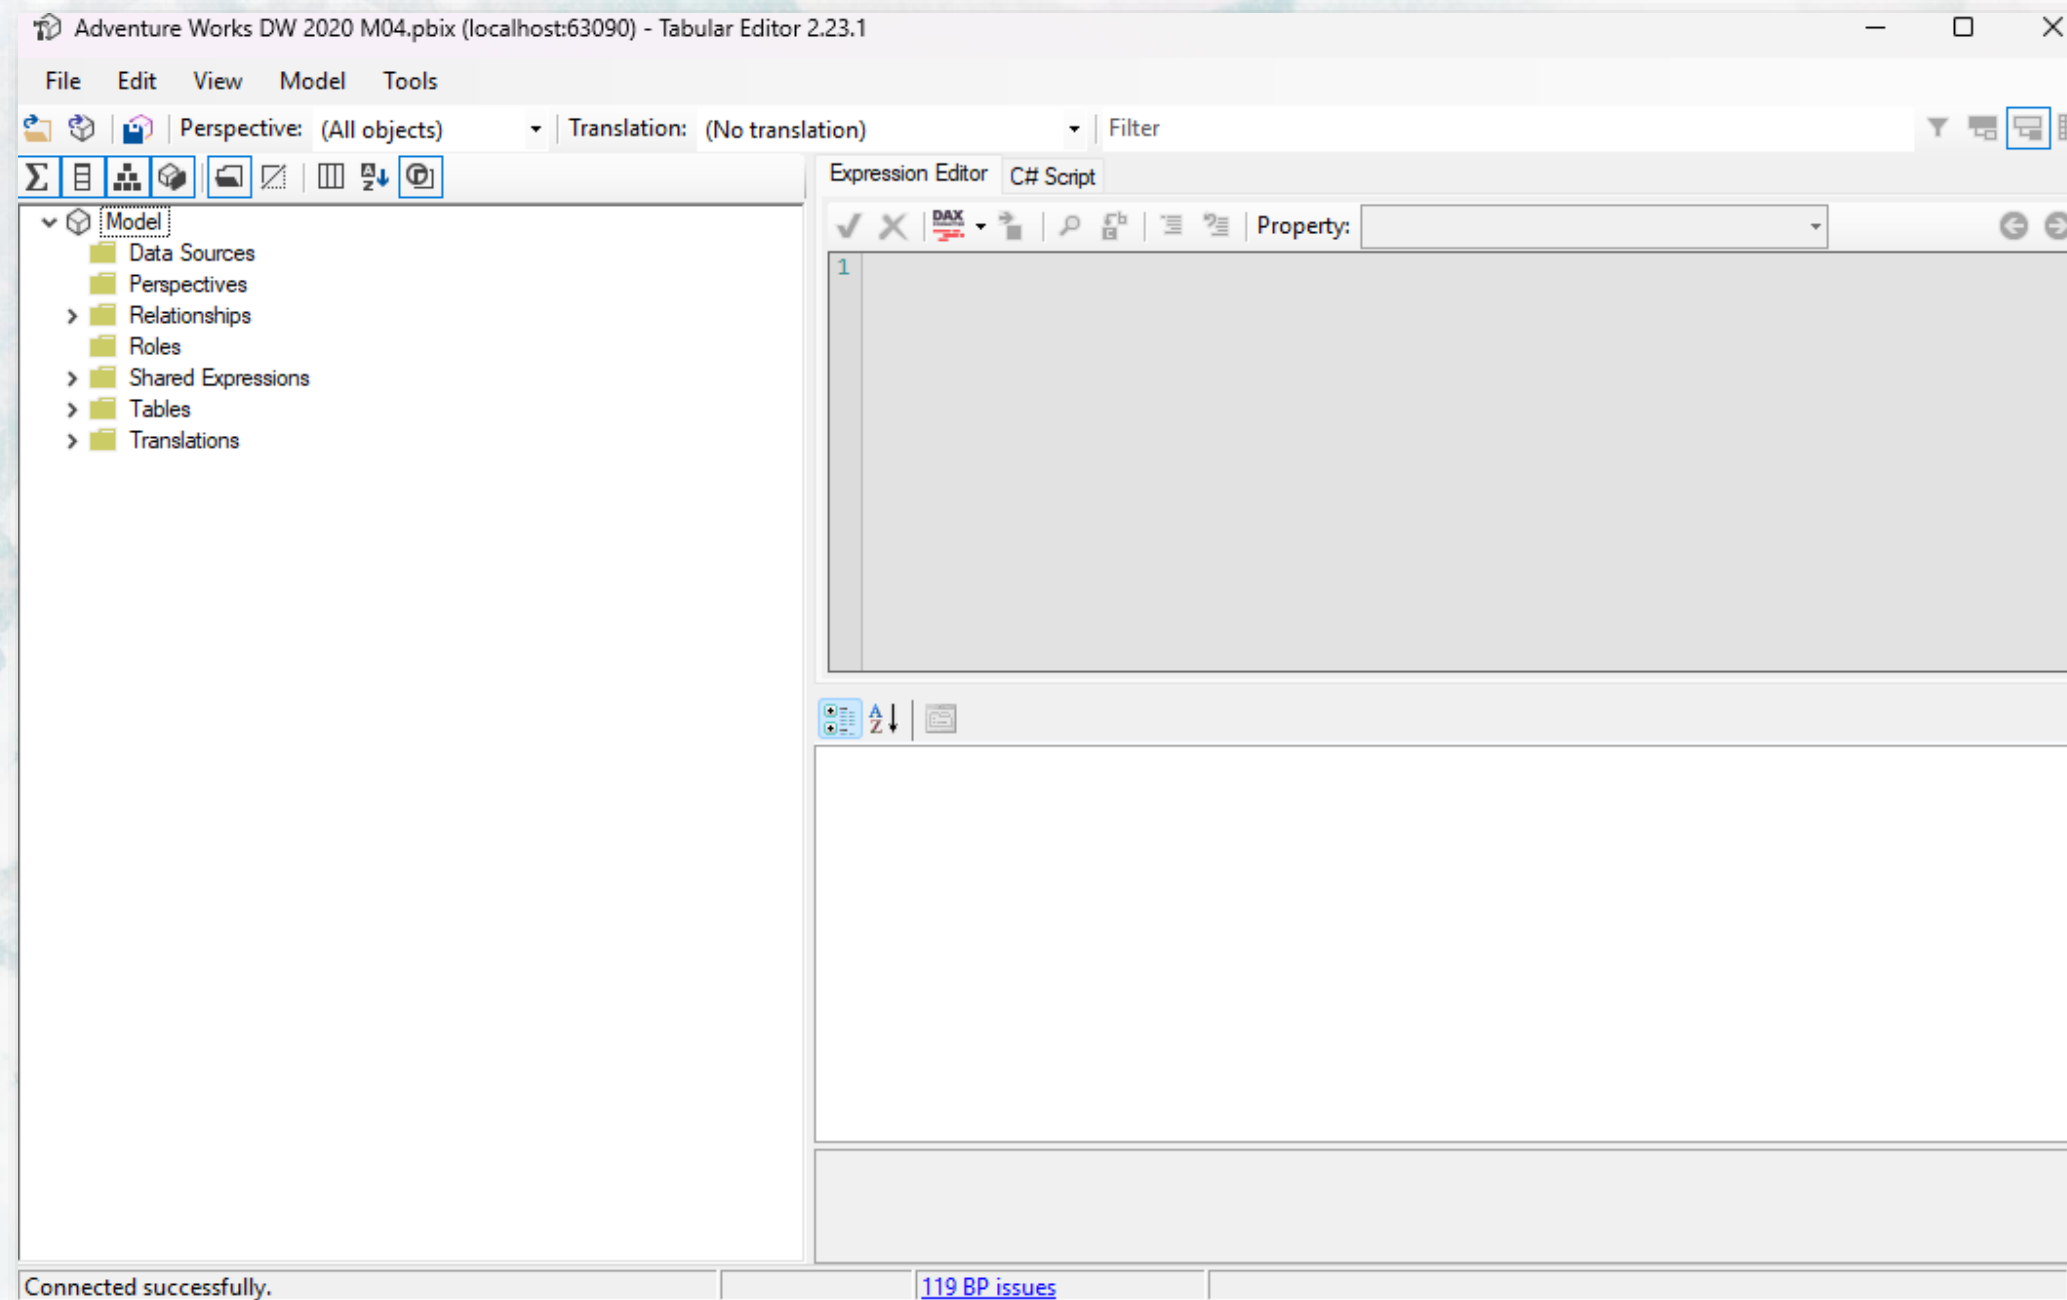 Adventure Works DW 2020 M04.pbix (localhost:63090) - Tabular Editor 2.23.1
File Edit View Model Tools
Perspective: (All objects) Translation: (No translation) Filter
Expression Editor C# Script
DAX Property:
1
Model
Data Sources
Perspectives
Relationships
Roles
Shared Expressions
Tables
Translations
Connected successfully. 119 BP issues